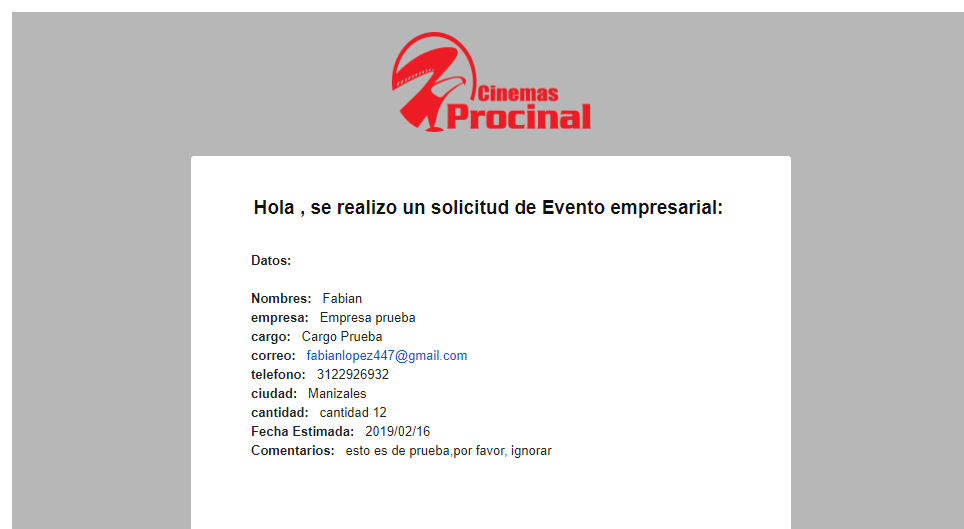 Cinemas
Procinal
Hola , se realizo un solicitud de Evento empresarial:
Datos:
Nombres: Fabian
empresa: Empresa prueba
cargo: Cargo Prueba
correo: fabianlopez447@gmail.com
telefono: 3122926932
ciudad: Manizales
cantidad: cantidad 12
Fecha Estimada: 2019/02/16
Comentarios: esto es de prueba,por favor, ignorar